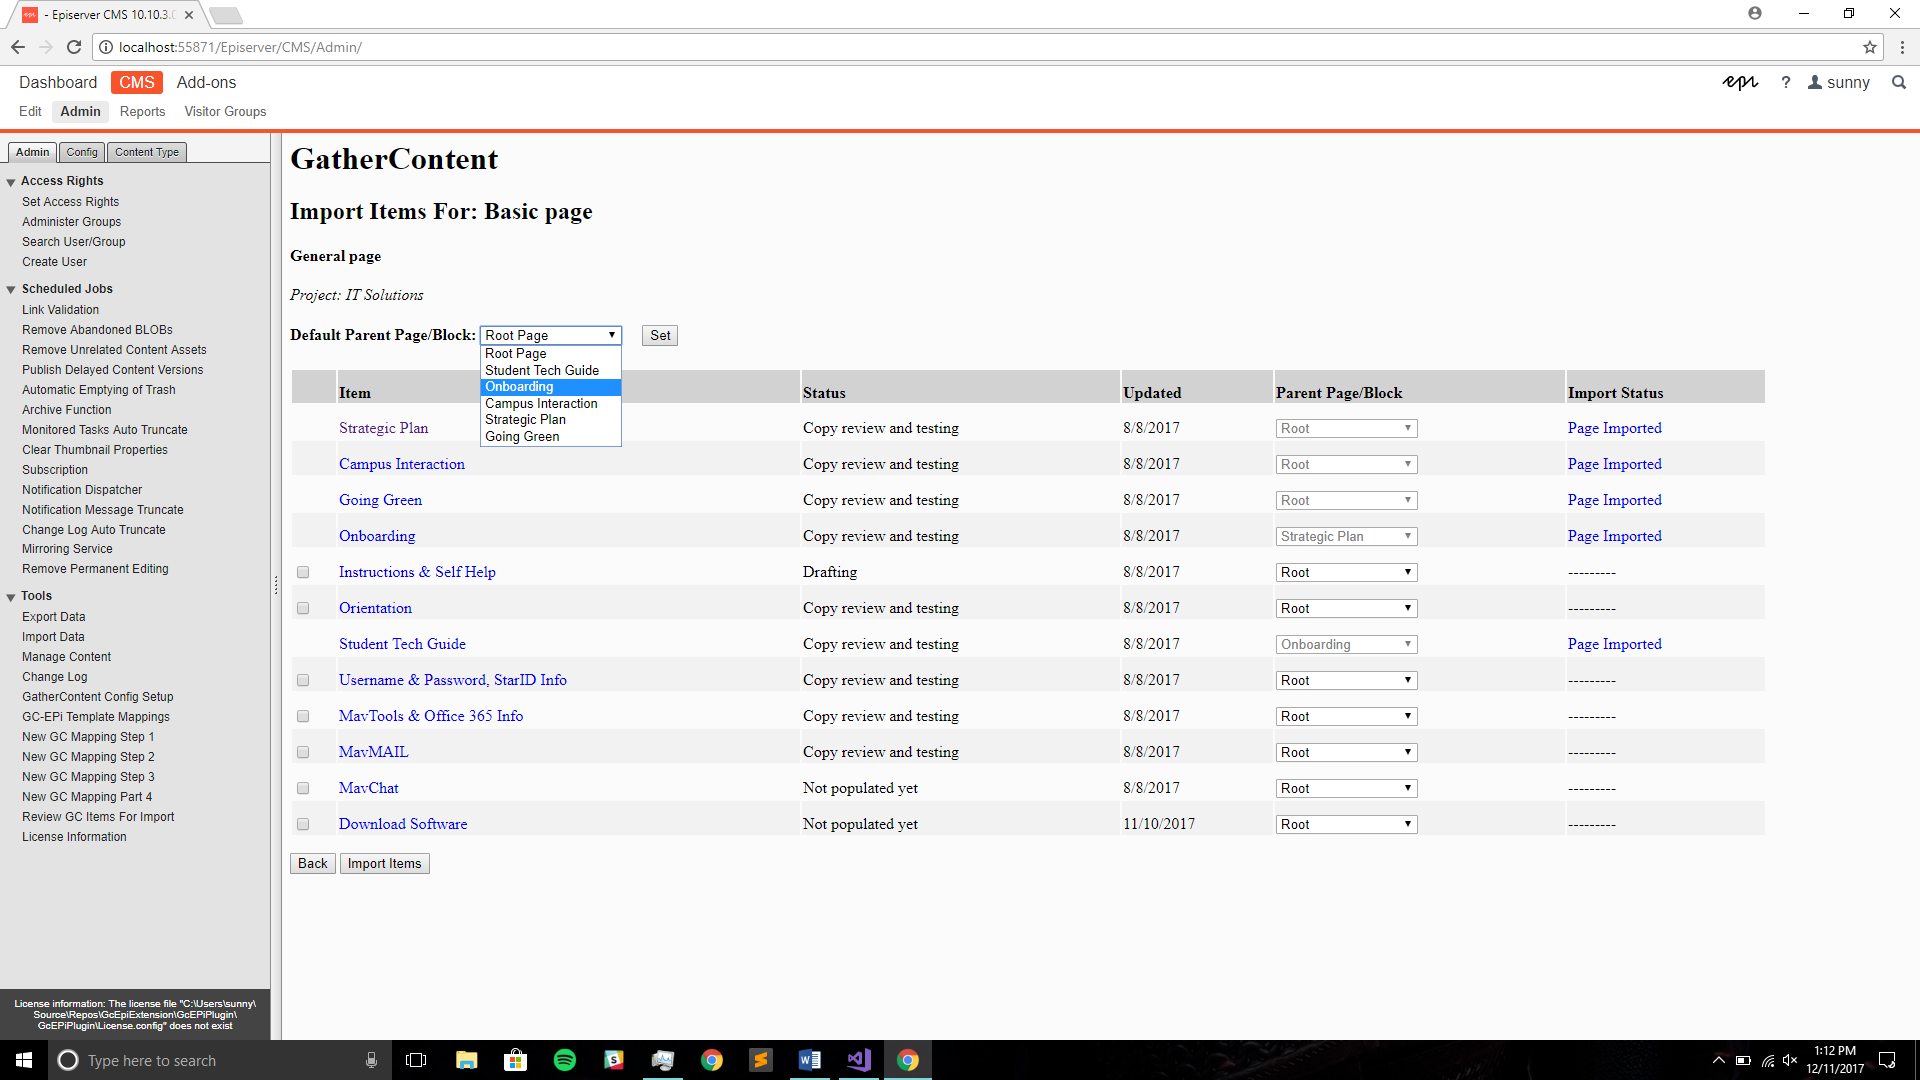 - Episerver CMS 10.10.3.0
localhost:55871/Episerver/CMS/Admin/
Dashboard CMS Add-ons
epi ? sunny
Edit Admin Reports Visitor Groups
Admin Config Content Type
Access Rights
Set Access Rights
Administer Groups
Search User/Group
Create User
Scheduled Jobs
Link Validation
Remove Abandoned BLOBs
Remove Unrelated Content Assets
Publish Delayed Content Versions
Automatic Emptying of Trash
Archive Function
Monitored Tasks Auto Truncate
Clear Thumbnail Properties
Subscription
Notification Dispatcher
Notification Message Truncate
Change Log Auto Truncate
Mirroring Service
Remove Permanent Editing
Tools
Export Data
Import Data
Manage Content
Change Log
GatherContent Config Setup
GC-EPi Template Mappings
New GC Mapping Step 1
New GC Mapping Step 2
New GC Mapping Step 3
New GC Mapping Part 4
Review GC Items For Import
License Information
License information: The license file "C:\Users\sunny\
Source\Repos\GcEpiExtension\GcEPiPlugin\
GcEPiPlugin\License.config" does not exist
GatherContent
Import Items For: Basic page
General page
Project: IT Solutions
Default Parent Page/Block: Root Page Set
Root Page
Student Tech Guide
Onboarding
Campus Interaction
Strategic Plan
Going Green
Item Status Updated Parent Page/Block Import Status
Strategic Plan Copy review and testing 8/8/2017 Root Page Imported
Campus Interaction Copy review and testing 8/8/2017 Root Page Imported
Going Green Copy review and testing 8/8/2017 Root Page Imported
Onboarding Copy review and testing 8/8/2017 Strategic Plan Page Imported
Instructions & Self Help Drafting 8/8/2017 Root ---------
Orientation Copy review and testing 8/8/2017 Root ---------
Student Tech Guide Copy review and testing 8/8/2017 Onboarding Page Imported
Username & Password, StarID Info Copy review and testing 8/8/2017 Root ---------
MavTools & Office 365 Info Copy review and testing 8/8/2017 Root ---------
MavMAIL Copy review and testing 8/8/2017 Root ---------
MavChat Not populated yet 8/8/2017 Root ---------
Download Software Not populated yet 11/10/2017 Root ---------
Back Import Items
Type here to search
1:12 PM
12/11/2017